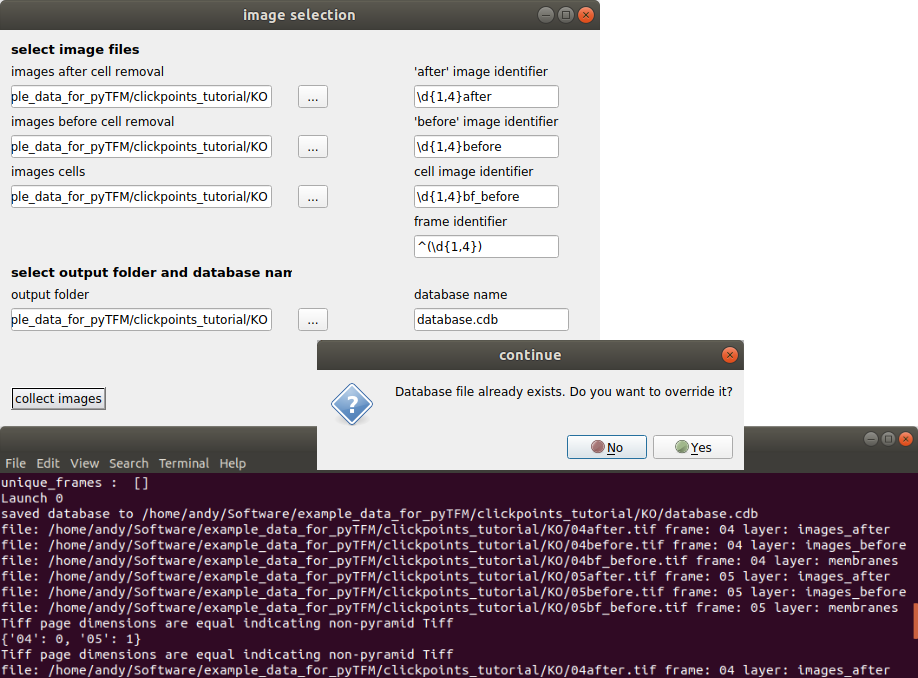 image selection
select image files
images after cell removal
'after' image identifier
ple_data_for_pyTFM/clickpoints_tutorial/KO
...
\d{1,4}after
images before cell removal
'before' image identifier
ple_data_for_pyTFM/clickpoints_tutorial/KO
...
\d{1,4}before
images cells
cell image identifier
ple_data_for_pyTFM/clickpoints_tutorial/KO
...
\d{1,4}bf_before
frame identifier
^(\d{1,4})
select output folder and database nam
output folder
database name
ple_data_for_pyTFM/clickpoints_tutorial/KO
...
database.cdb
collect images
continue
Database file already exists. Do you want to override it?
No
Yes
File Edit View Search Terminal Help
unique_frames :  []
Launch 0
saved database to /home/andy/Software/example_data_for_pyTFM/clickpoints_tutorial/KO/database.cdb
file: /home/andy/Software/example_data_for_pyTFM/clickpoints_tutorial/KO/04after.tif frame: 04 layer: images_after
file: /home/andy/Software/example_data_for_pyTFM/clickpoints_tutorial/KO/04before.tif frame: 04 layer: images_before
file: /home/andy/Software/example_data_for_pyTFM/clickpoints_tutorial/KO/04bf_before.tif frame: 04 layer: membranes
file: /home/andy/Software/example_data_for_pyTFM/clickpoints_tutorial/KO/05after.tif frame: 05 layer: images_after
file: /home/andy/Software/example_data_for_pyTFM/clickpoints_tutorial/KO/05before.tif frame: 05 layer: images_before
file: /home/andy/Software/example_data_for_pyTFM/clickpoints_tutorial/KO/05bf_before.tif frame: 05 layer: membranes
Tiff page dimensions are equal indicating non-pyramid Tiff
{'04': 0, '05': 1}
Tiff page dimensions are equal indicating non-pyramid Tiff
file: /home/andy/Software/example_data_for_pyTFM/clickpoints_tutorial/KO/04after.tif frame: 04 layer: images_after